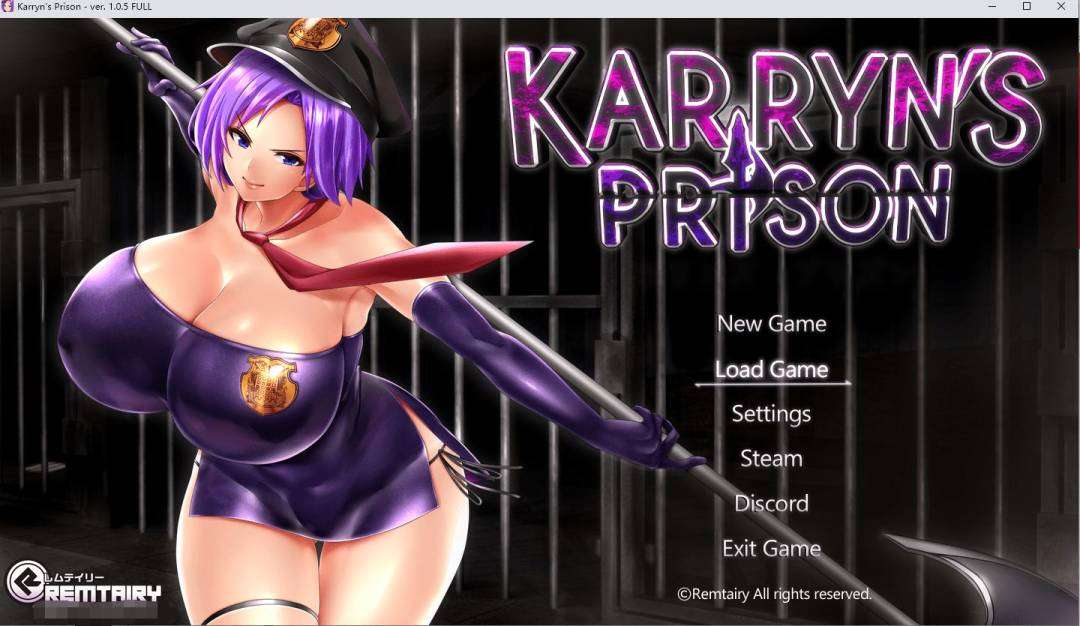 Karryn's Prison - ver. 1.0.5 FULL
KARRYN'S
PRISON
New Game
Load Game
Settings
Steam
Discord
Exit Game
レムテイリー
REMTAIRY
©Remtairy All rights reserved.